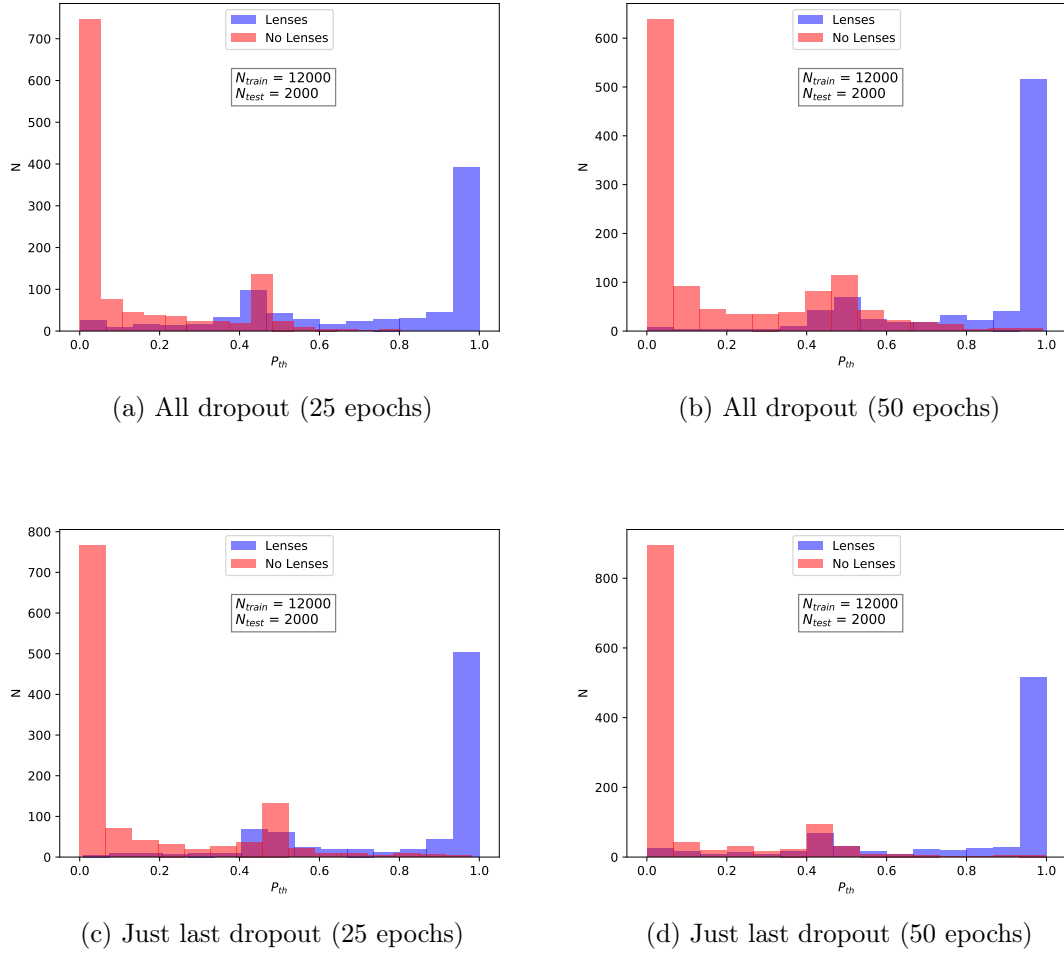 Lenses
No Lenses
N_train = 12000
N_test = 2000
N
700
600
500
400
300
200
100
0
0.0 0.2 0.4 0.6 0.8 1.0
P_th
(a) All dropout (25 epochs)
Lenses
No Lenses
N_train = 12000
N_test = 2000
N
600
500
400
300
200
100
0
0.0 0.2 0.4 0.6 0.8 1.0
P_th
(b) All dropout (50 epochs)
Lenses
No Lenses
N_train = 12000
N_test = 2000
N
800
700
600
500
400
300
200
100
0
0.0 0.2 0.4 0.6 0.8 1.0
P_th
(c) Just last dropout (25 epochs)
Lenses
No Lenses
N_train = 12000
N_test = 2000
N
800
600
400
200
0
0.0 0.2 0.4 0.6 0.8 1.0
P_th
(d) Just last dropout (50 epochs)